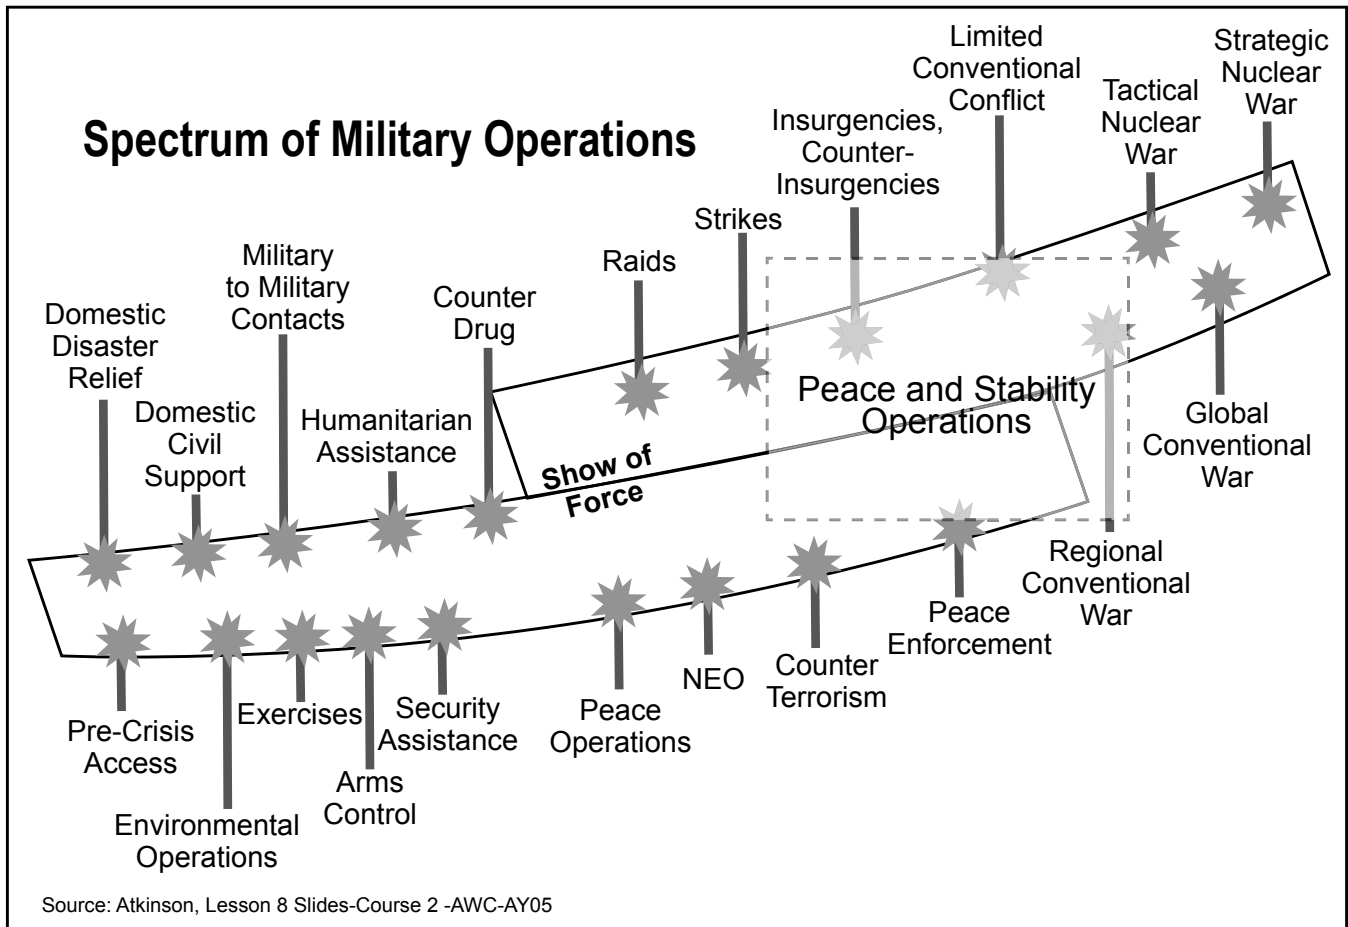 Spectrum of Military Operations
Domestic
Disaster
Relief
Domestic
Civil
Support
Military
to Military
Contacts
Humanitarian
Assistance
Counter
Drug
Raids
Strikes
Insurgencies,
Counter-
Insurgencies
Limited
Conventional
Conflict
Tactical
Nuclear
War
Strategic
Nuclear
War
Show of
Force
Peace and Stability
Operations
Pre-Crisis
Access
Environmental
Operations
Exercises
Arms
Control
Security
Assistance
Peace
Operations
NEO
Counter
Terrorism
Peace
Enforcement
Regional
Conventional
War
Global
Conventional
War
Source: Atkinson, Lesson 8 Slides-Course 2 -AWC-AY05